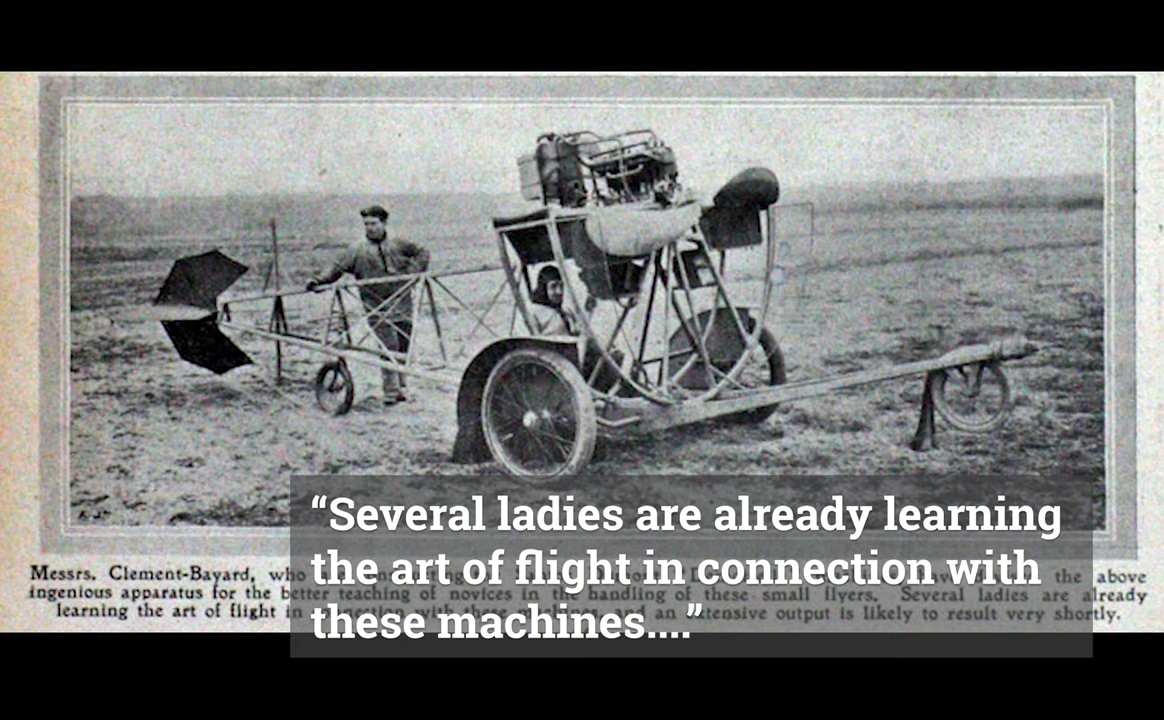 “Several ladies are already learning
the art of flight in connection with
these machines....”
Messrs. Clement-Bayard, who the above
ingenious apparatus for the better teaching of novices in the handling of these small flyers. Several ladies are already
learning the art of flight in connection with these machines and an extensive output is likely to result very shortly.